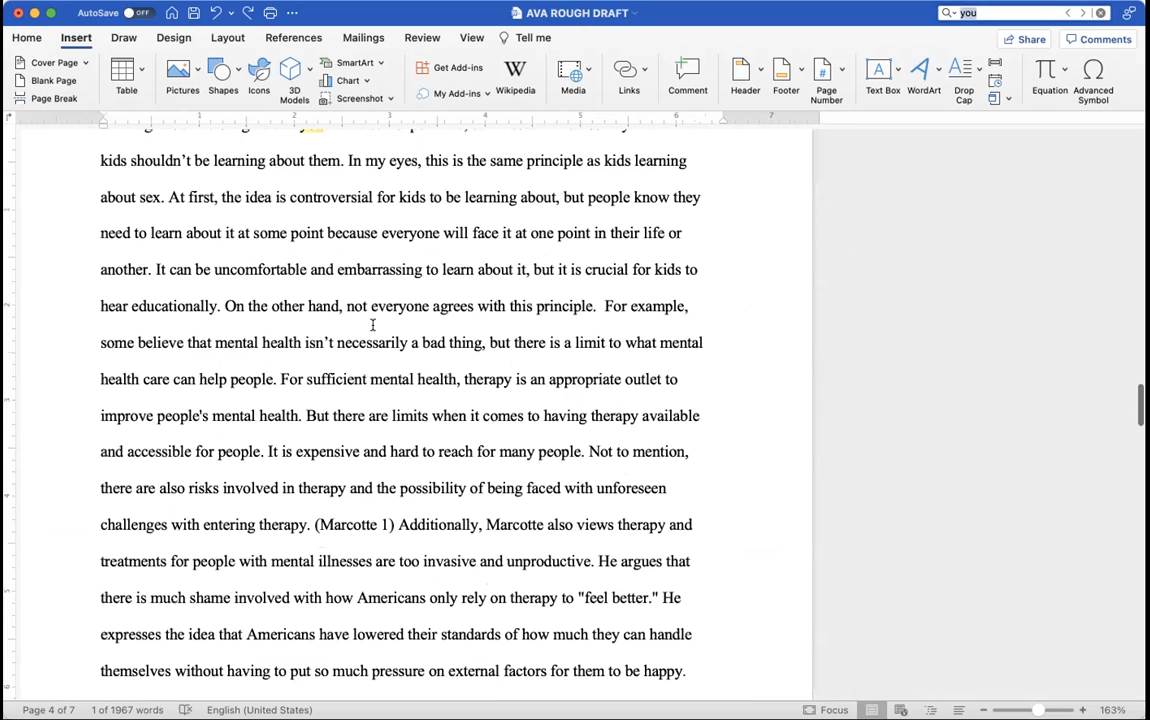 AutoSave OFF AVA ROUGH DRAFT you
Home Insert Draw Design Layout References Mailings Review View Tell me Share Comments
Cover Page
Blank Page
Page Break
Table
Pictures
Shapes
Icons
3D Models
SmartArt
Chart
Screenshot
Get Add-ins
My Add-ins
Wikipedia
Media
Links
Comment
Header
Footer
Page Number
Text Box
WordArt
Drop Cap
Equation
Advanced Symbol
1 2 3 4 5 6 7
kids shouldn’t be learning about them. In my eyes, this is the same principle as kids learning
about sex. At first, the idea is controversial for kids to be learning about, but people know they
need to learn about it at some point because everyone will face it at one point in their life or
another. It can be uncomfortable and embarrassing to learn about it, but it is crucial for kids to
hear educationally. On the other hand, not everyone agrees with this principle.  For example,
some believe that mental health isn’t necessarily a bad thing, but there is a limit to what mental
health care can help people. For sufficient mental health, therapy is an appropriate outlet to
improve people's mental health. But there are limits when it comes to having therapy available
and accessible for people. It is expensive and hard to reach for many people. Not to mention,
there are also risks involved in therapy and the possibility of being faced with unforeseen
challenges with entering therapy. (Marcotte 1) Additionally, Marcotte also views therapy and
treatments for people with mental illnesses are too invasive and unproductive. He argues that
there is much shame involved with how Americans only rely on therapy to "feel better." He
expresses the idea that Americans have lowered their standards of how much they can handle
themselves without having to put so much pressure on external factors for them to be happy.
Page 4 of 7 1 of 1967 words English (United States) Focus 163%